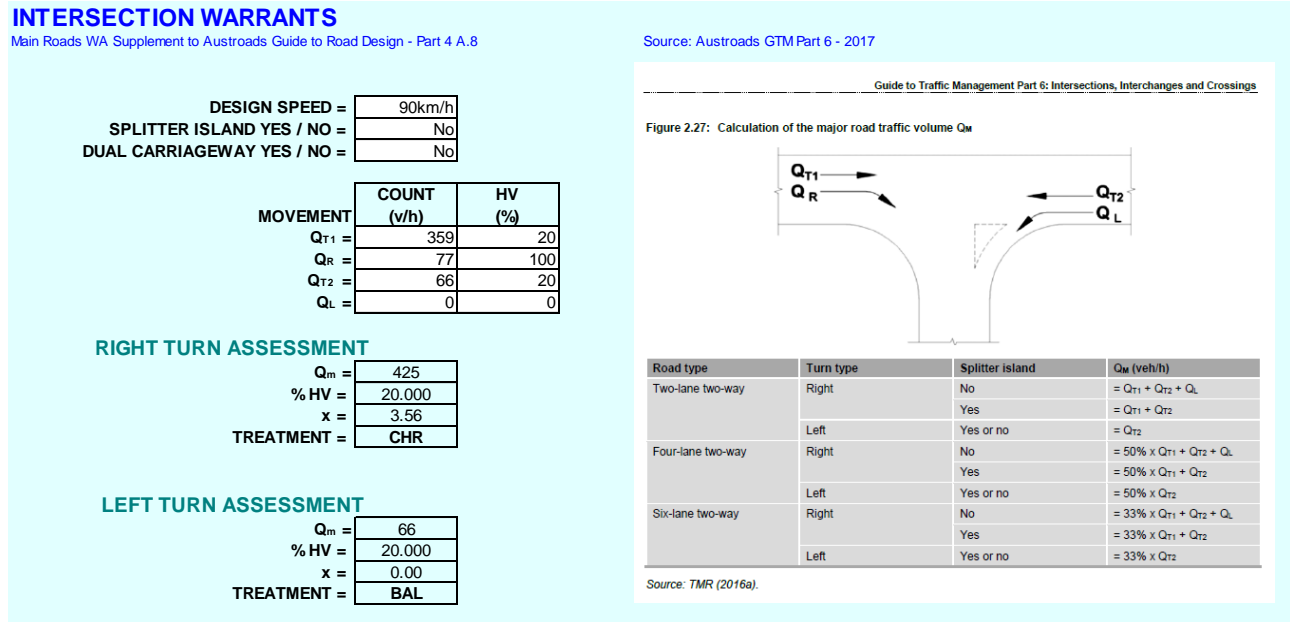 INTERSECTION WARRANTS
Main Roads WA Supplement to Austroads Guide to Road Design - Part 4 A.8
Source: Austroads GTM Part 6 - 2017
DESIGN SPEED = 90km/h
SPLITTER ISLAND YES / NO = No
DUAL CARRIAGEWAY YES / NO = No
MOVEMENT COUNT (v/h) HV (%)
QT1 = 359 20
QR = 77 100
QT2 = 66 20
QL = 0 0
RIGHT TURN ASSESSMENT
Qm = 425
% HV = 20.000
x = 3.56
TREATMENT = CHR
LEFT TURN ASSESSMENT
Qm = 66
% HV = 20.000
x = 0.00
TREATMENT = BAL
Guide to Traffic Management Part 6: Intersections, Interchanges and Crossings
Figure 2.27: Calculation of the major road traffic volume QM
QT1
QR
QT2
QL
Road type Turn type Splitter island QM (veh/h)
Two-lane two-way Right No = QT1 + QT2 + QL
Yes = QT1 + QT2
Left Yes or no = QT2
Four-lane two-way Right No = 50% x QT1 + QT2 + QL
Yes = 50% x QT1 + QT2
Left Yes or no = 50% x QT2
Six-lane two-way Right No = 33% x QT1 + QT2 + QL
Yes = 33% x QT1 + QT2
Left Yes or no = 33% x QT2
Source: TMR (2016a).